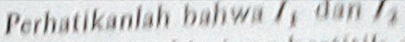 Perhatikanlah bahwa I₁ dan I₂